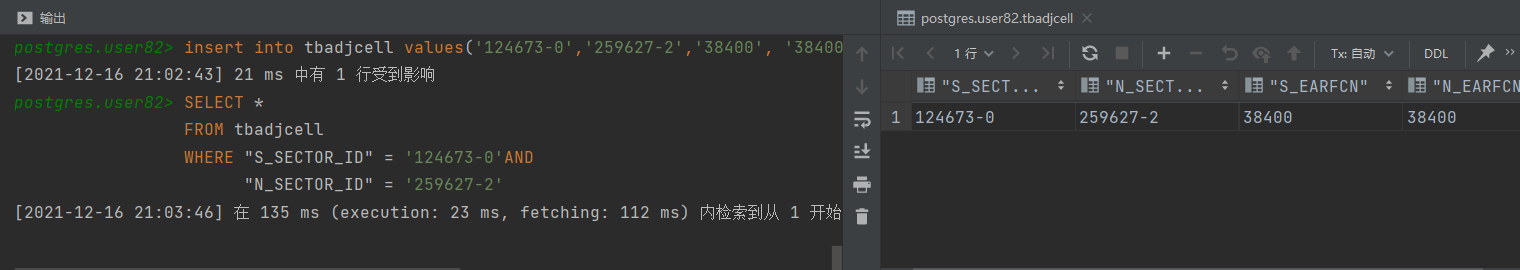 输出
postgres.user82> insert into tbadjcell values('124673-0','259627-2','38400', '38400
[2021-12-16 21:02:43] 21 ms 中有 1 行受到影响
postgres.user82> SELECT *
FROM tbadjcell
WHERE "S_SECTOR_ID" = '124673-0'AND
"N_SECTOR_ID" = '259627-2'
[2021-12-16 21:03:46] 在 135 ms (execution: 23 ms, fetching: 112 ms) 内检索到从 1 开始
postgres.user82.tbadjcell
1 行 Tx: 自动 DDL
"S_SECT... "N_SECT... "S_EARFCN" "N_EARFCN
1 124673-0 259627-2 38400 38400